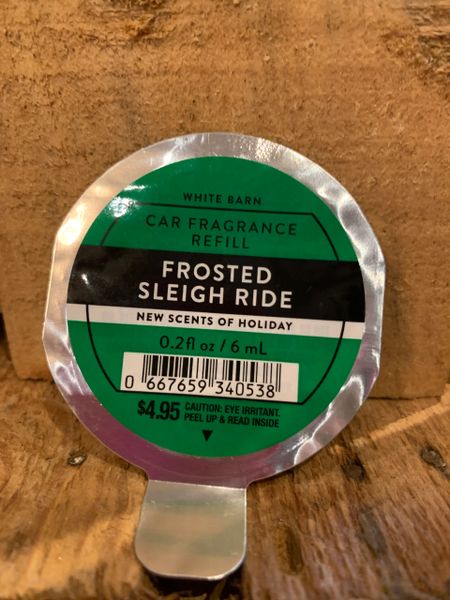 WHITE BARN
CAR FRAGRANCE
REFILL
FROSTED
SLEIGH RIDE
NEW SCENTS OF HOLIDAY
0.2fl oz / 6 mL
0 667659 340538
$4.95 CAUTION: EYE IRRITANT.
PEEL UP & READ INSIDE